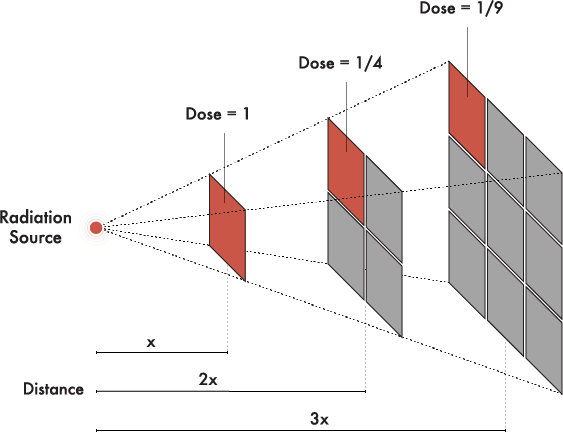 Dose = 1/9
Dose = 1/4
Dose = 1
Radiation
Source
x
2x
Distance
3x